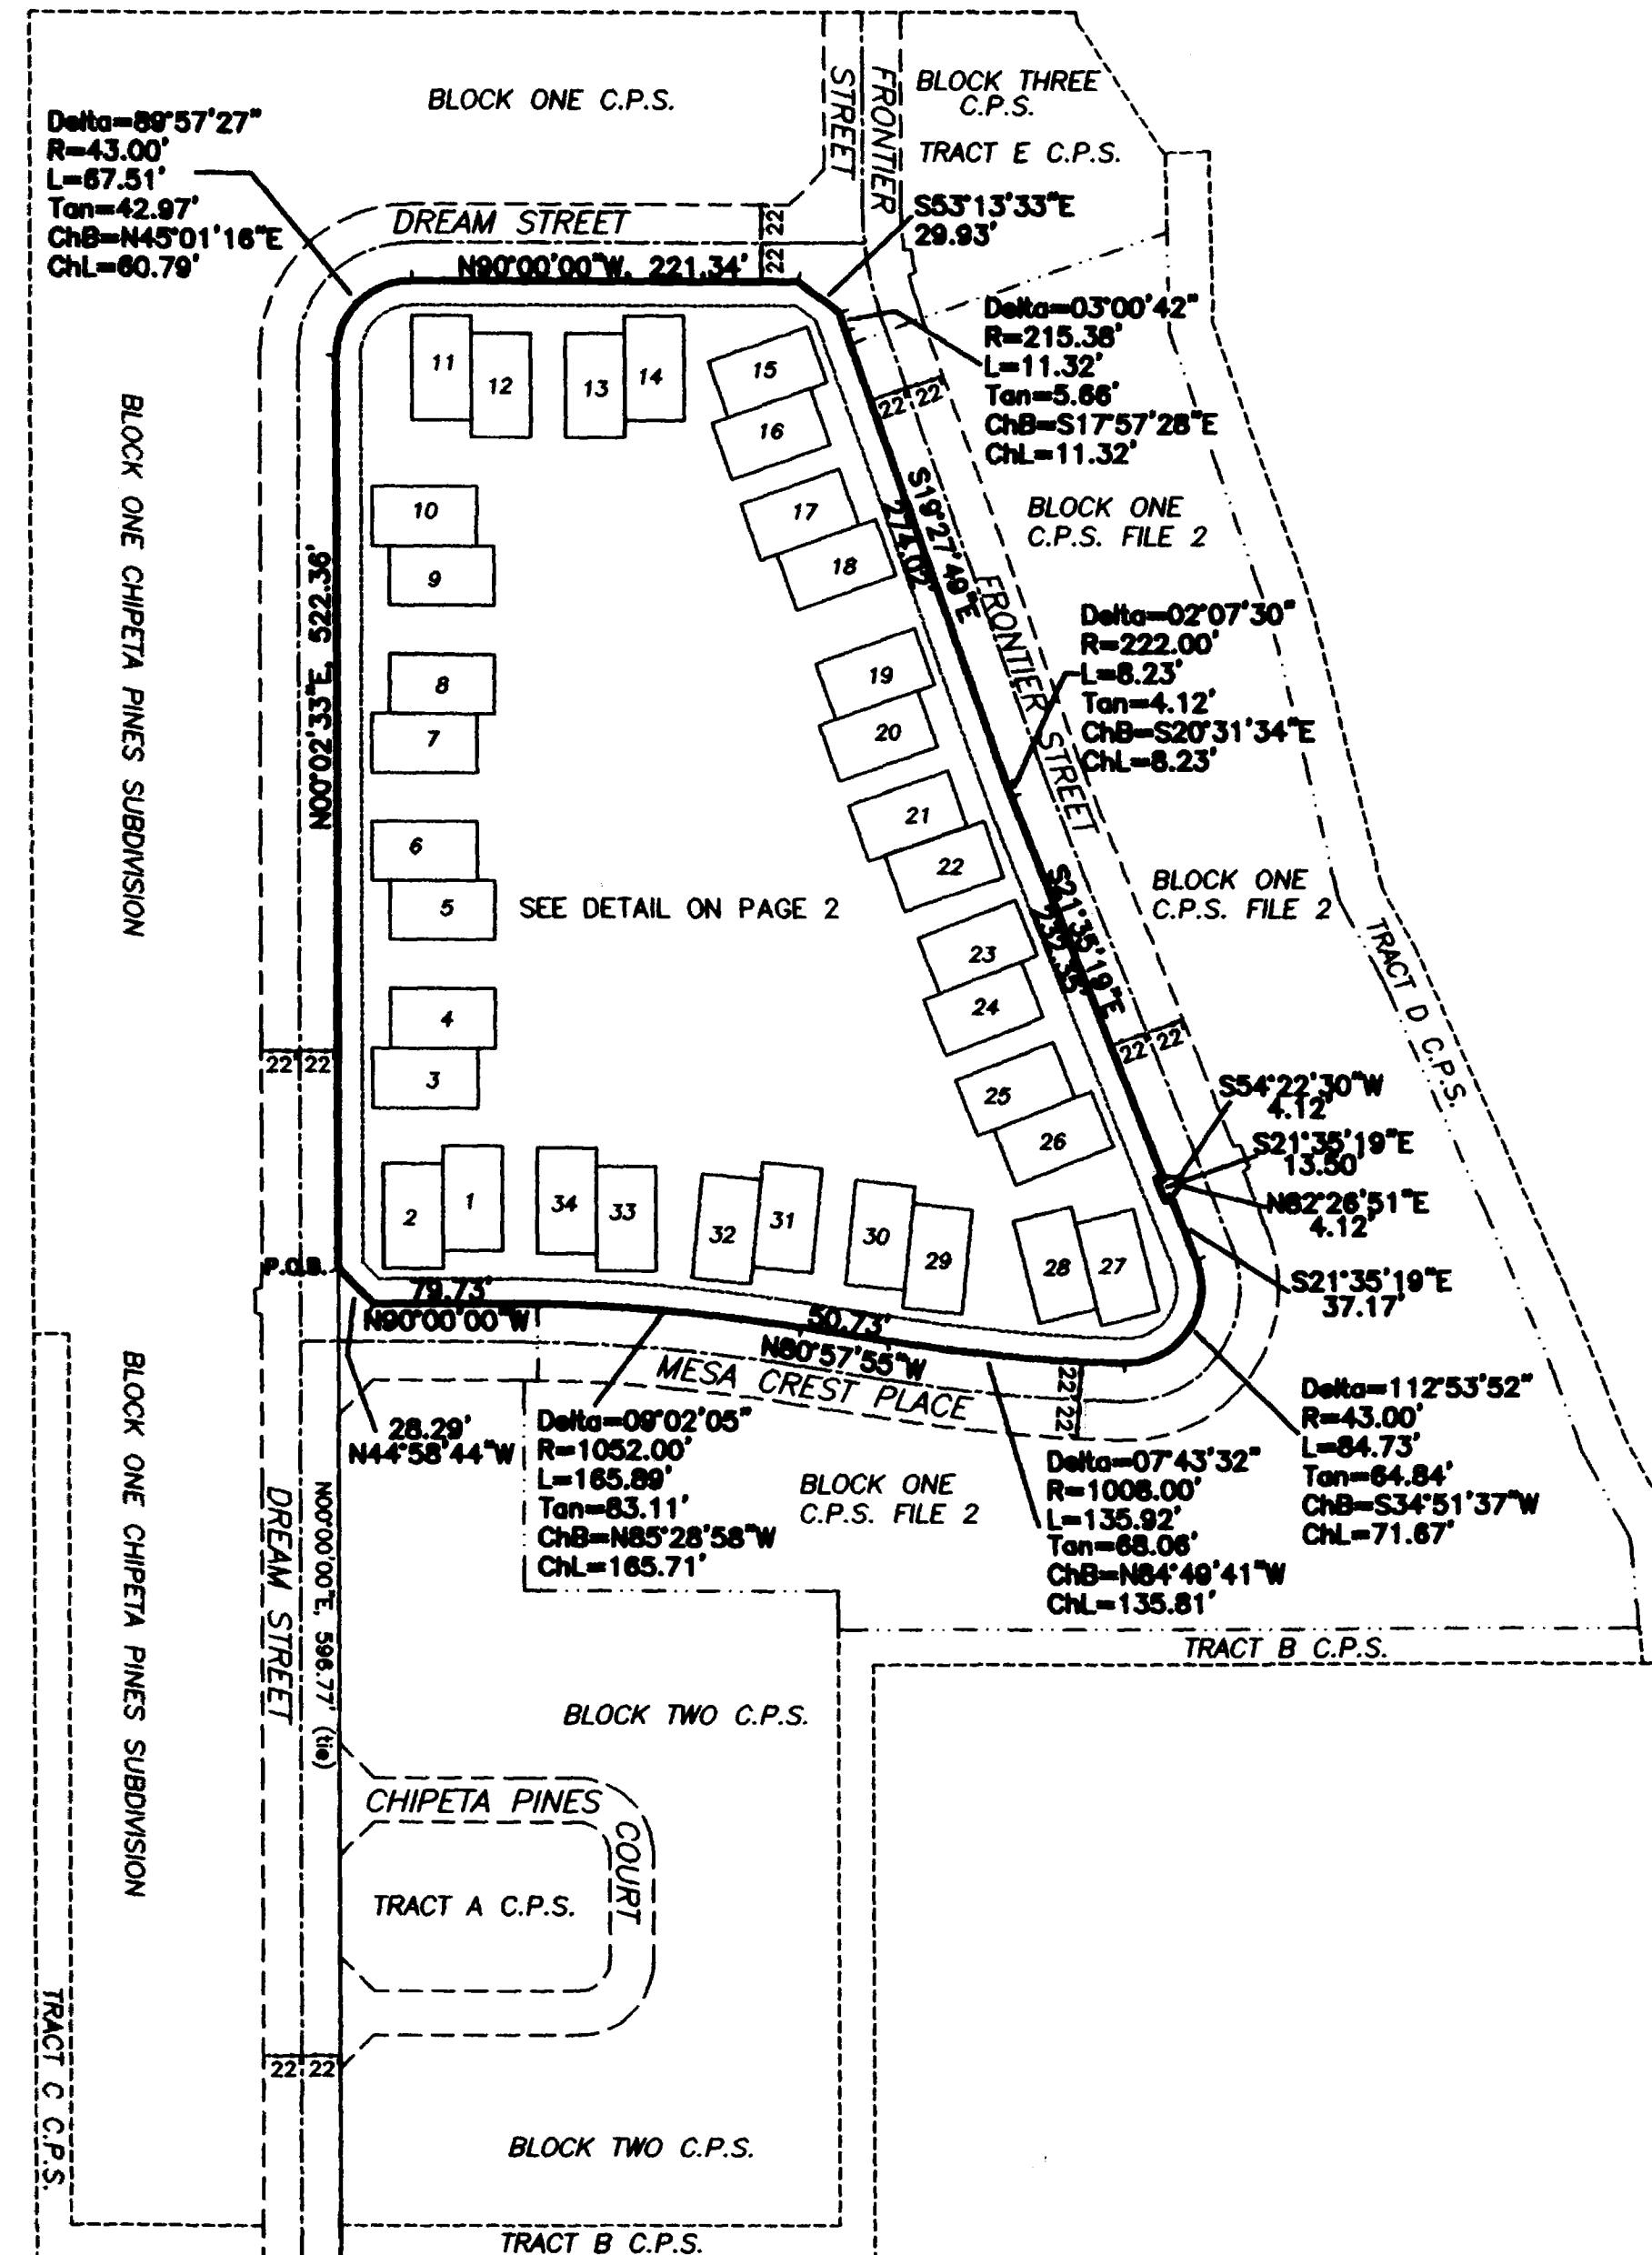 BLOCK ONE C.P.S.
FRONTIER
STREET
BLOCK THREE
C.P.S.
TRACT E C.P.S.
Delta=89°57'27"
R=43.00'
L=67.51'
Tan=42.97'
ChB=N45°01'16"E
ChL=60.79'
DREAM STREET
22
22
N90°00'00"W, 221.34'
S53°13'33"E
29.93'
Delta=03°00'42"
R=215.38'
L=11.32'
Tan=5.66'
ChB=S17°57'28"E
ChL=11.32'
22' 22'
11
12
13
14
15
16
17
18
10
9
8
7
6
5
4
3
19
20
21
22
23
24
25
26
2
1
34
33
32
31
30
29
28
27
BLOCK ONE CHIPETA PINES SUBDIVISION
N00°02'33"E, 522.36'
S19°27'49"E
274.02'
BLOCK ONE
C.P.S. FILE 2
FRONTIER STREET
Delta=02°07'30"
R=222.00'
L=8.23'
Tan=4.12'
ChB=S20°31'34"E
ChL=8.23'
SEE DETAIL ON PAGE 2
BLOCK ONE
C.P.S. FILE 2
S21°35'19"E
232.35'
TRACT D C.P.S.
22' 22'
22' 22'
S54°22'30"W
4.12'
S21°35'19"E
13.50'
N62°26'51"E
4.12'
S21°35'19"E
37.17'
P.O.B.
79.73'
N90°00'00"W
50.73'
N80°57'55"W
MESA CREST PLACE
22' 22'
28.29'
N44°58'44"W
Delta=09°02'05"
R=1052.00'
L=165.89'
Tan=83.11'
ChB=N85°28'58"W
ChL=165.71'
BLOCK ONE
C.P.S. FILE 2
Delta=07°43'32"
R=1008.00'
L=135.92'
Tan=68.06'
ChB=N84°49'41"W
ChL=135.81'
Delta=112°53'52"
R=43.00'
L=84.73'
Tan=64.84'
ChB=S34°51'37"W
ChL=71.67'
BLOCK ONE CHIPETA PINES SUBDIVISION
DREAM STREET
N00°00'00"E, 596.77' (tie)
TRACT B C.P.S.
BLOCK TWO C.P.S.
CHIPETA PINES
COURT
TRACT A C.P.S.
22' 22'
TRACT C C.P.S.
BLOCK TWO C.P.S.
TRACT B C.P.S.